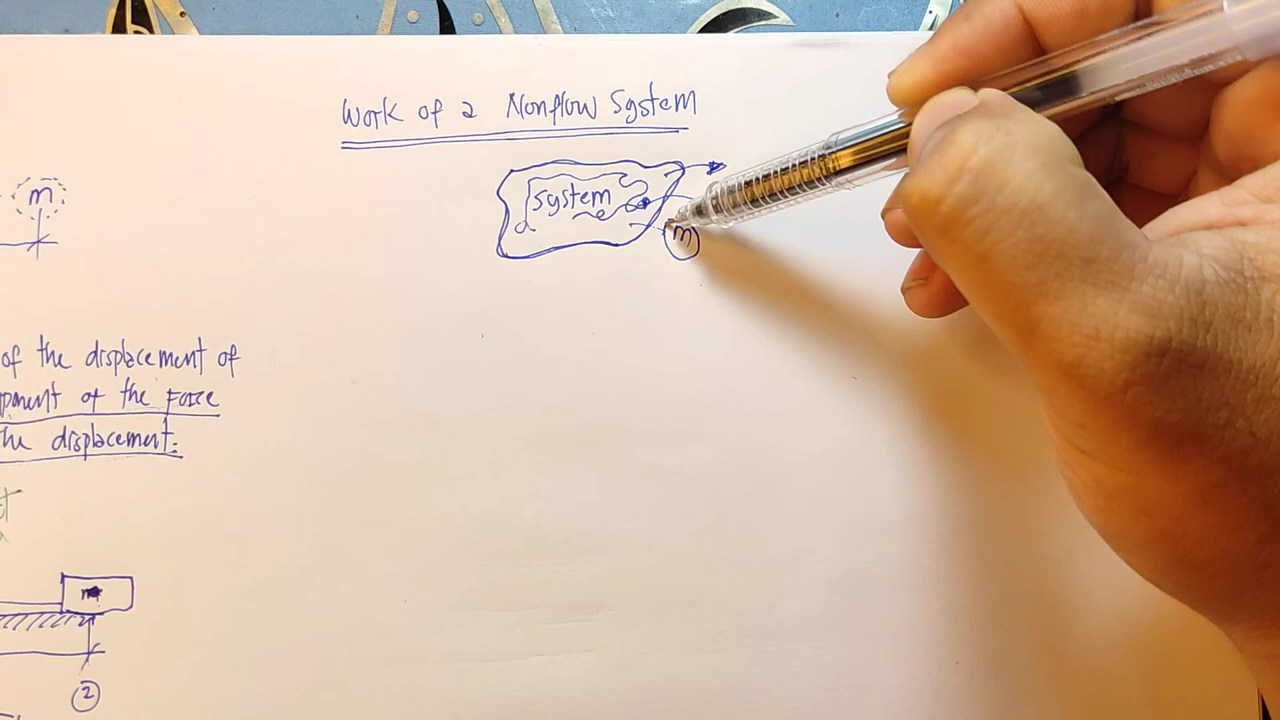 Work of a Nonflow System
system
m
m
of the displacement of
ponent of the Force
the displacement.
m
2